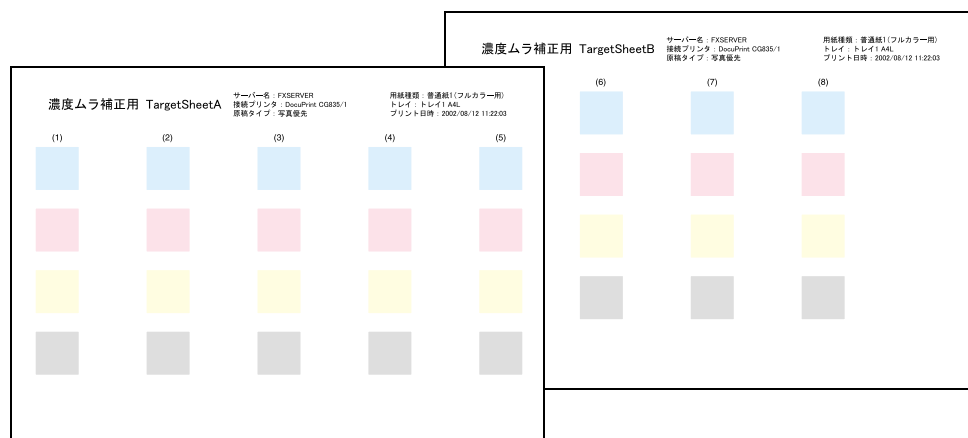 濃度ムラ補正用 TargetSheetB
サーバー名：FXSERVER
接続プリンタ：DocuPrint CG835/1
原稿タイプ：写真優先
用紙種類：普通紙1(フルカラー用)
トレイ：トレイ1 A4L
プリント日時：2002/08/12 11:22:03
(6) (7) (8)
濃度ムラ補正用 TargetSheetA
サーバー名：FXSERVER
接続プリンタ：DocuPrint CG835/1
原稿タイプ：写真優先
用紙種類：普通紙1(フルカラー用)
トレイ：トレイ1 A4L
プリント日時：2002/08/12 11:22:03
(1) (2) (3) (4) (5)